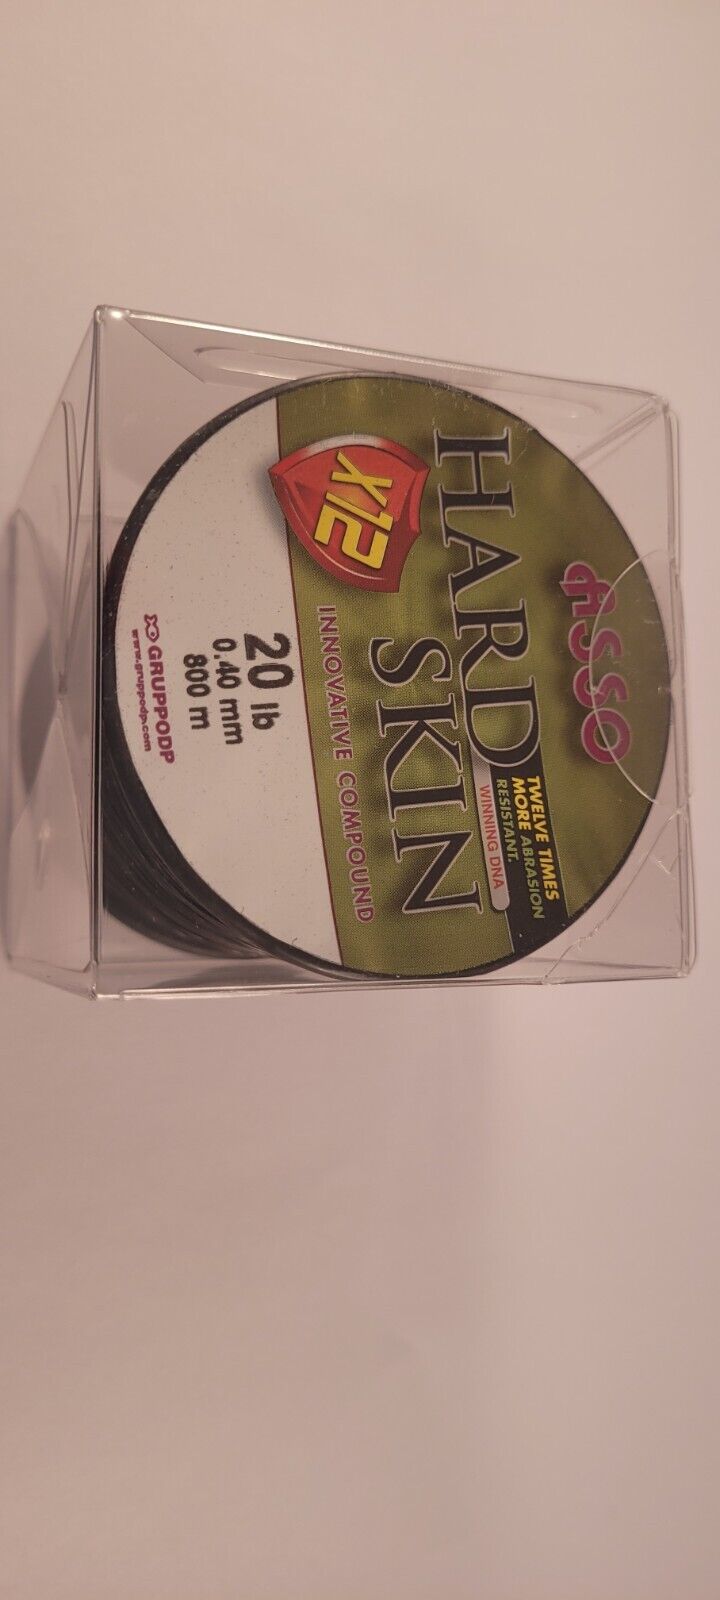 ASSO
TWELVE TIMES
MORE ABRASION
RESISTANT.
WINNING DNA
HARD
SKIN
X12
INNOVATIVE COMPOUND
20 lb
0.40 mm
800 m
GRUPPODP
www.gruppodp.com